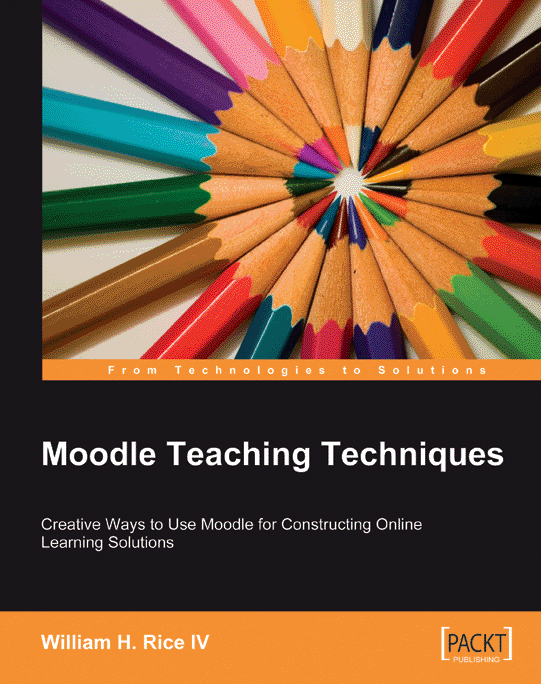 From Technologies to Solutions
Moodle Teaching Techniques
Creative Ways to Use Moodle for Constructing Online
Learning Solutions
William H. Rice IV
[PACKT]
PUBLISHING